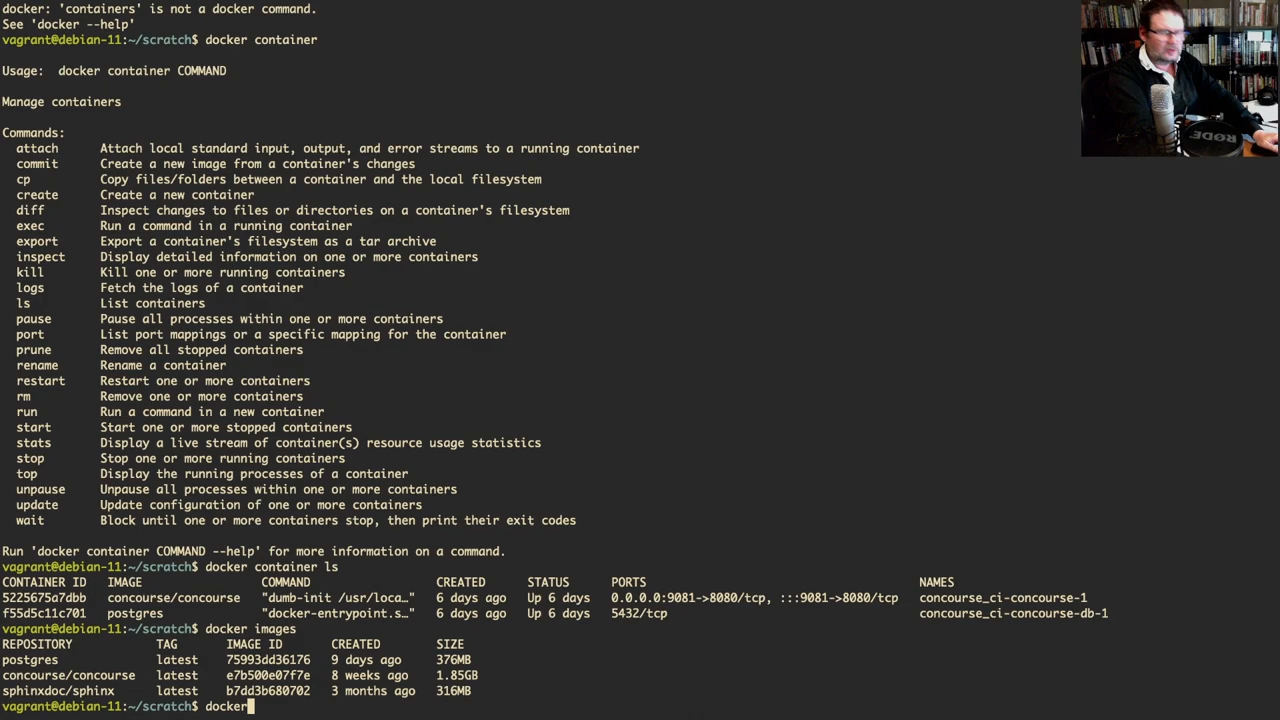 docker: 'containers' is not a docker command.
See 'docker --help'
vagrant@debian-11:~/scratch$ docker container
Usage:  docker container COMMAND
Manage containers
Commands:
  attach      Attach local standard input, output, and error streams to a running container
  commit      Create a new image from a container's changes
  cp          Copy files/folders between a container and the local filesystem
  create      Create a new container
  diff        Inspect changes to files or directories on a container's filesystem
  exec        Run a command in a running container
  export      Export a container's filesystem as a tar archive
  inspect     Display detailed information on one or more containers
  kill        Kill one or more running containers
  logs        Fetch the logs of a container
  ls          List containers
  pause       Pause all processes within one or more containers
  port        List port mappings or a specific mapping for the container
  prune       Remove all stopped containers
  rename      Rename a container
  restart     Restart one or more containers
  rm          Remove one or more containers
  run         Run a command in a new container
  start       Start one or more stopped containers
  stats       Display a live stream of container(s) resource usage statistics
  stop        Stop one or more running containers
  top         Display the running processes of a container
  unpause     Unpause all processes within one or more containers
  update      Update configuration of one or more containers
  wait        Block until one or more containers stop, then print their exit codes
Run 'docker container COMMAND --help' for more information on a command.
vagrant@debian-11:~/scratch$ docker container ls
CONTAINER ID   IMAGE                 COMMAND                  CREATED      STATUS      PORTS                                       NAMES
5225675a7dbb   concourse/concourse   "dumb-init /usr/loca…"   6 days ago   Up 6 days   0.0.0.0:9081->8080/tcp, :::9081->8080/tcp   concourse_ci-concourse-1
f55d5c11c701   postgres              "docker-entrypoint.s…"   6 days ago   Up 6 days   5432/tcp                                    concourse_ci-concourse-db-1
vagrant@debian-11:~/scratch$ docker images
REPOSITORY            TAG      IMAGE ID       CREATED        SIZE
postgres              latest   75993dd36176   9 days ago     376MB
concourse/concourse   latest   e7b500e07f7e   8 weeks ago    1.85GB
sphinxdoc/sphinx      latest   b7dd3b680702   3 months ago   316MB
vagrant@debian-11:~/scratch$ docker
RØDE